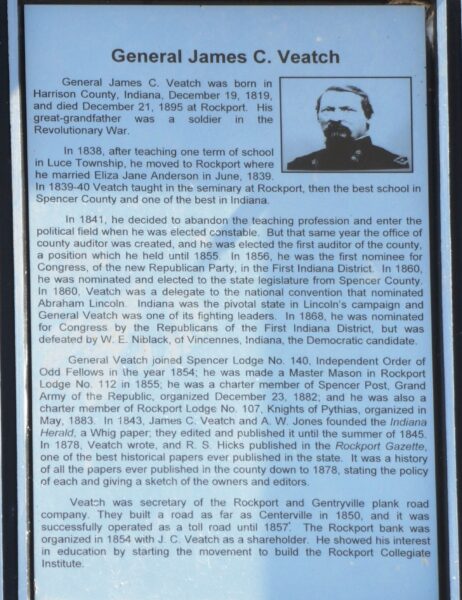 General James C. Veatch
General James C. Veatch was born in
Harrison County, Indiana, December 19, 1819,
and died December 21, 1895 at Rockport. His
great-grandfather was a soldier in the
Revolutionary War.
In 1838, after teaching one term of school
in Luce Township, he moved to Rockport where
he married Eliza Jane Anderson in June, 1839.
In 1839-40 Veatch taught in the seminary at Rockport, then the best school in
Spencer County and one of the best in Indiana.
In 1841, he decided to abandon the teaching profession and enter the
political field when he was elected constable. But that same year the office of
county auditor was created, and he was elected the first auditor of the county,
a position which he held until 1855. In 1856, he was the first nominee for
Congress, of the new Republican Party, in the First Indiana District. In 1860,
he was nominated and elected to the state legislature from Spencer County.
In 1860, Veatch was a delegate to the national convention that nominated
Abraham Lincoln. Indiana was the pivotal state in Lincoln's campaign and
General Veatch was one of its fighting leaders. In 1868, he was nominated
for Congress by the Republicans of the First Indiana District, but was
defeated by W. E. Niblack, of Vincennes, Indiana, the Democratic candidate.
General Veatch joined Spencer Lodge No. 140, Independent Order of
Odd Fellows in the year 1854; he was made a Master Mason in Rockport
Lodge No. 112 in 1855; he was a charter member of Spencer Post, Grand
Army of the Republic, organized December 23, 1882; and he was also a
charter member of Rockport Lodge No. 107, Knights of Pythias, organized in
May, 1883. In 1843, James C. Veatch and A. W. Jones founded the Indiana
Herald, a Whig paper; they edited and published it until the summer of 1845.
In 1878, Veatch wrote, and R. S. Hicks published in the Rockport Gazette,
one of the best historical papers ever published in the state. It was a history
of all the papers ever published in the county down to 1878, stating the policy
of each and giving a sketch of the owners and editors.
Veatch was secretary of the Rockport and Gentryville plank road
company. They built a road as far as Centerville in 1850, and it was
successfully operated as a toll road until 1857. The Rockport bank was
organized in 1854 with J. C. Veatch as a shareholder. He showed his interest
in education by starting the movement to build the Rockport Collegiate
Institute.